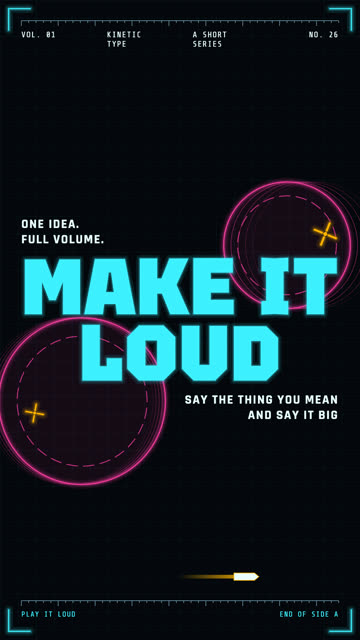 VOL. 01
KINETIC
TYPE
A SHORT
SERIES
NO. 26
ONE IDEA.
FULL VOLUME.
MAKE IT
LOUD
SAY THE THING YOU MEAN
AND SAY IT BIG
PLAY IT LOUD
END OF SIDE A